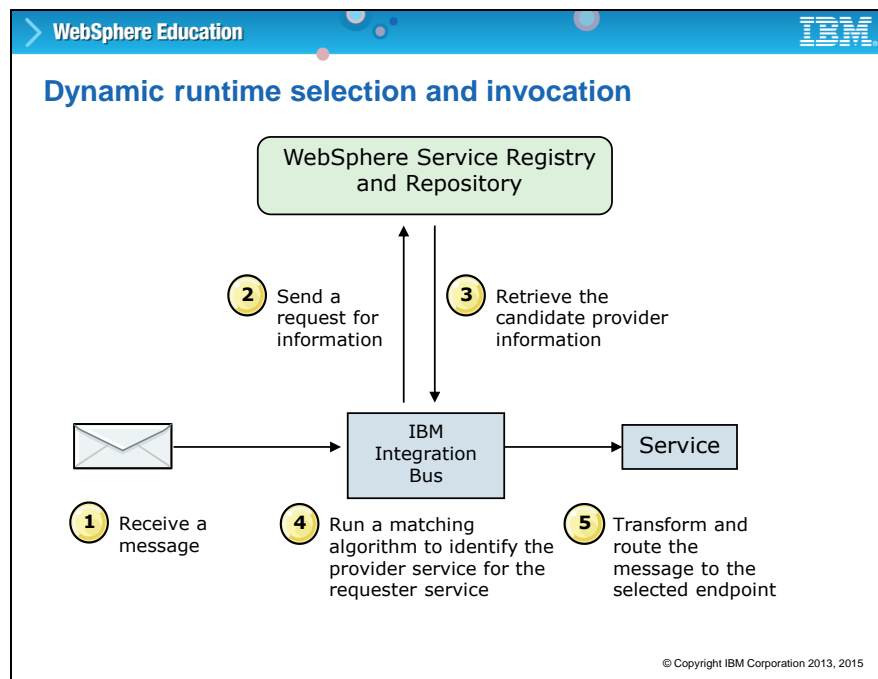 WebSphere Education
IBM
Dynamic runtime selection and invocation
WebSphere Service Registry
and Repository
2
Send a
request for
information
3
Retrieve the
candidate provider
information
IBM
Integration
Bus
Service
1
Receive a
message
4
Run a matching
algorithm to identify the
provider service for the
requester service
5
Transform and
route the
message to the
selected endpoint
© Copyright IBM Corporation 2013, 2015